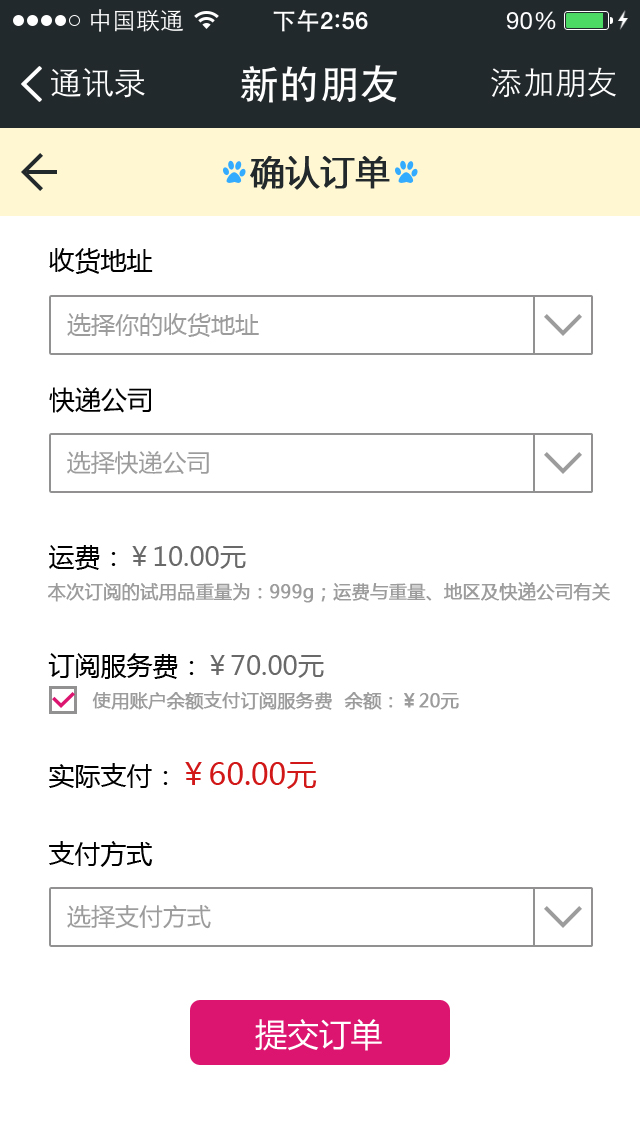 中国联通 下午2:56 90%
通讯录 新的朋友 添加朋友
确认订单
收货地址
选择你的收货地址
快递公司
选择快递公司
运费：￥10.00元
本次订阅的试用品重量为：999g；运费与重量、地区及快递公司有关
订阅服务费：￥70.00元
使用账户余额支付订阅服务费 余额：￥20元
实际支付：￥60.00元
支付方式
选择支付方式
提交订单